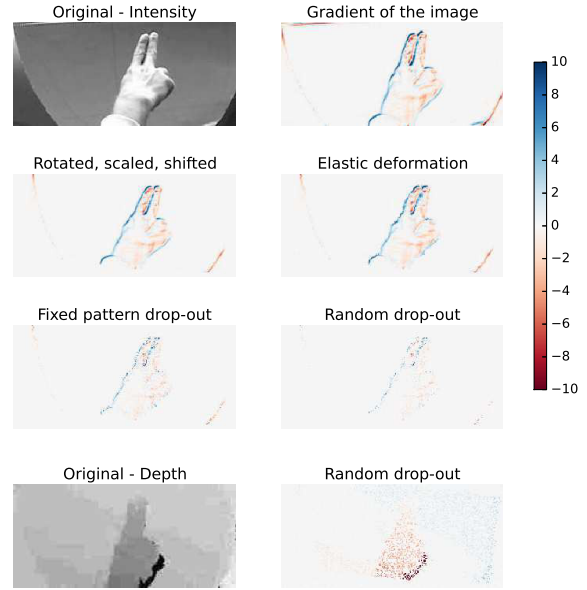 Original - Intensity
Gradient of the image
Rotated, scaled, shifted
Elastic deformation
Fixed pattern drop-out
Random drop-out
Original - Depth
Random drop-out
10
8
6
4
2
0
−2
−4
−6
−8
−10